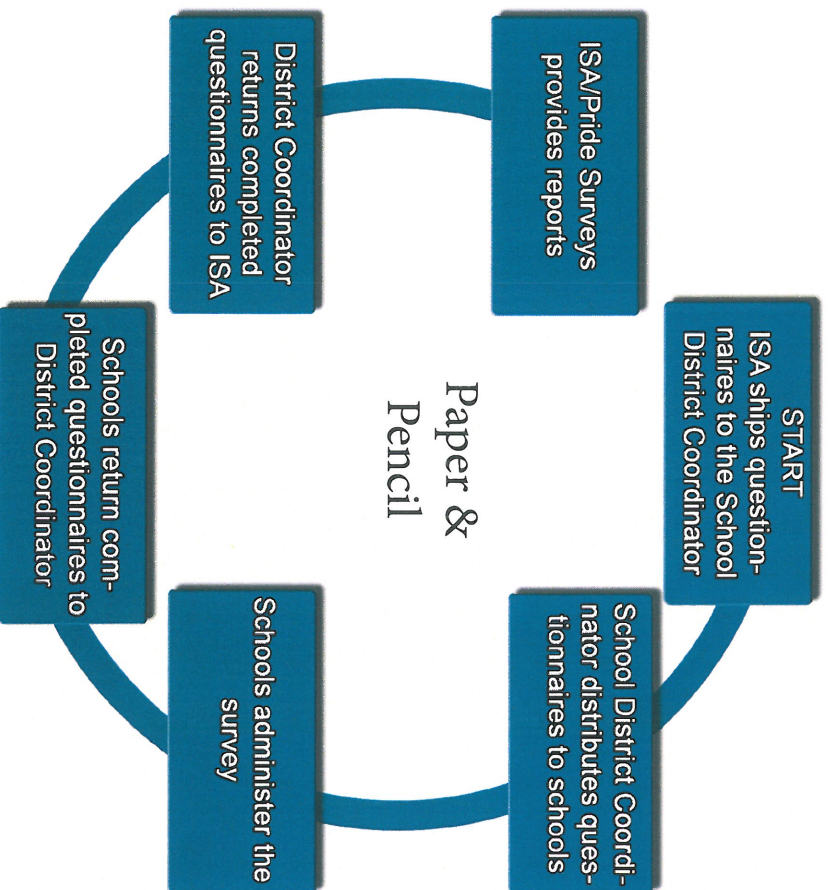 START
ISA ships question-
naires to the School
District Coordinator
School District Coordi-
nator distributes ques-
tionnaires to schools
Schools administer the
survey
Schools return com-
pleted questionnaires to
District Coordinator
District Coordinator
returns completed
questionnaires to ISA
ISA/Pride Surveys
provides reports
Paper &
Pencil